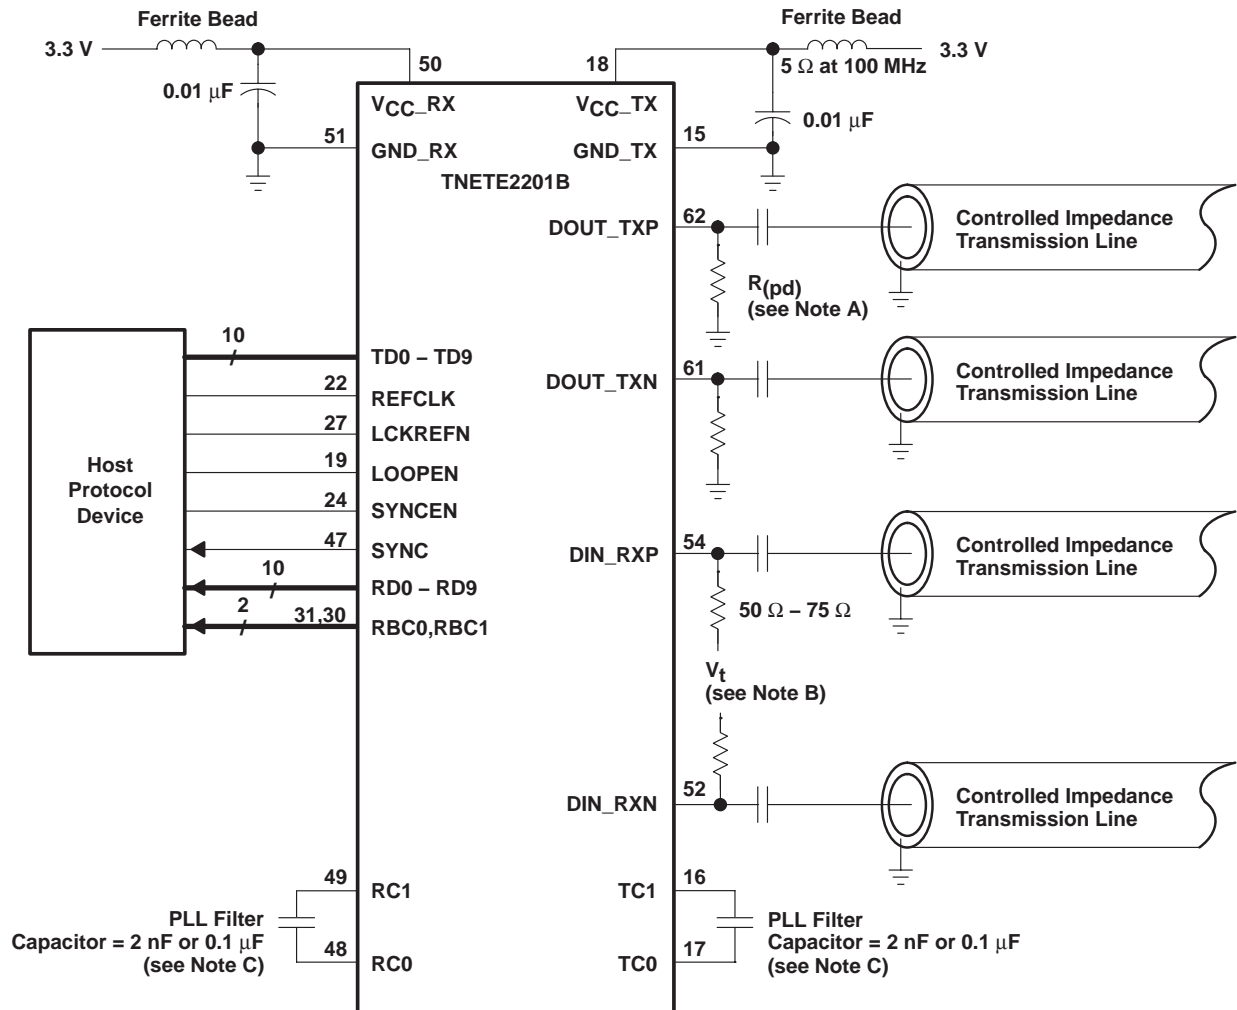 Ferrite Bead
3.3 V
50
0.01 µF
VCC_RX
51
GND_RX
Ferrite Bead
18
3.3 V
5 Ω at 100 MHz
VCC_TX
0.01 µF
15
GND_TX
TNETE2201B
DOUT_TXP
62
Controlled Impedance
Transmission Line
R(pd)
(see Note A)
DOUT_TXN
61
Controlled Impedance
Transmission Line
Host
Protocol
Device
10
TD0 – TD9
22
REFCLK
27
LCKREFN
19
LOOPEN
24
SYNCEN
47
SYNC
10
RD0 – RD9
2
31,30
RBC0,RBC1
DIN_RXP
54
Controlled Impedance
Transmission Line
50 Ω – 75 Ω
Vt
(see Note B)
DIN_RXN
52
Controlled Impedance
Transmission Line
49
RC1
PLL Filter
Capacitor = 2 nF or 0.1 µF
(see Note C)
48
RC0
TC1
16
PLL Filter
Capacitor = 2 nF or 0.1 µF
(see Note C)
TC0
17